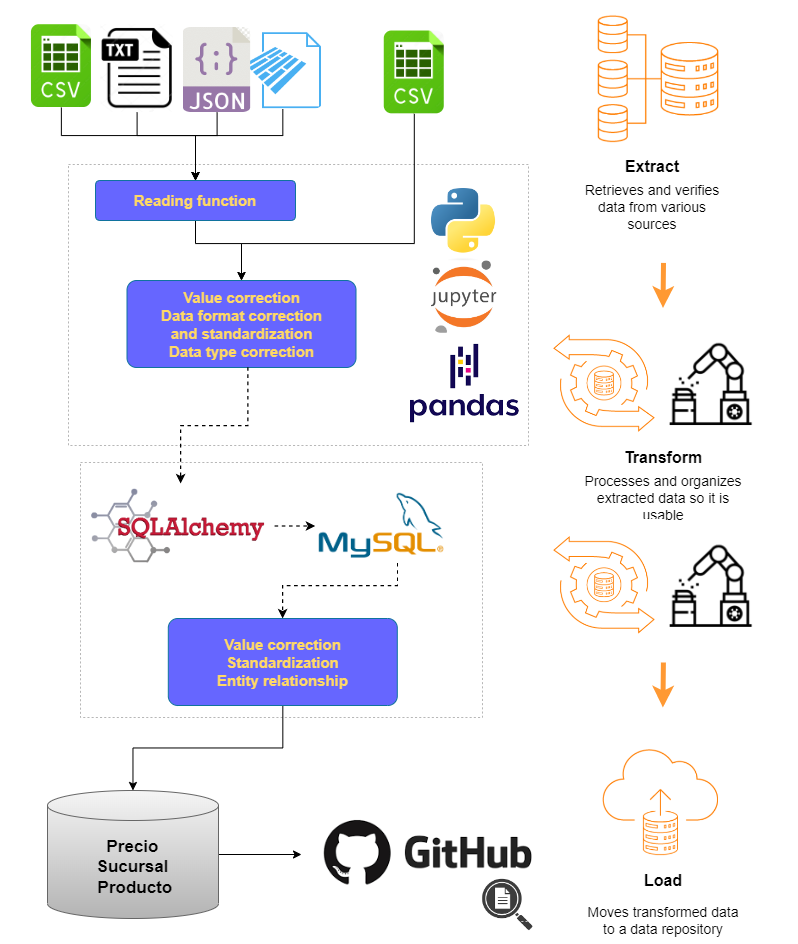 CSV
TXT
{;}
JSON
CSV
Extract
Retrieves and verifies
data from various
sources
Reading function
Value correction
Data format correction
and standardization
Data type correction
jupyter
pandas
Transform
Processes and organizes
extracted data so it is
usable
SQLAlchemy
MySQL®
Value correction
Standardization
Entity relationship
Precio
Sucursal
Producto
GitHub
Load
Moves transformed data
to a data repository